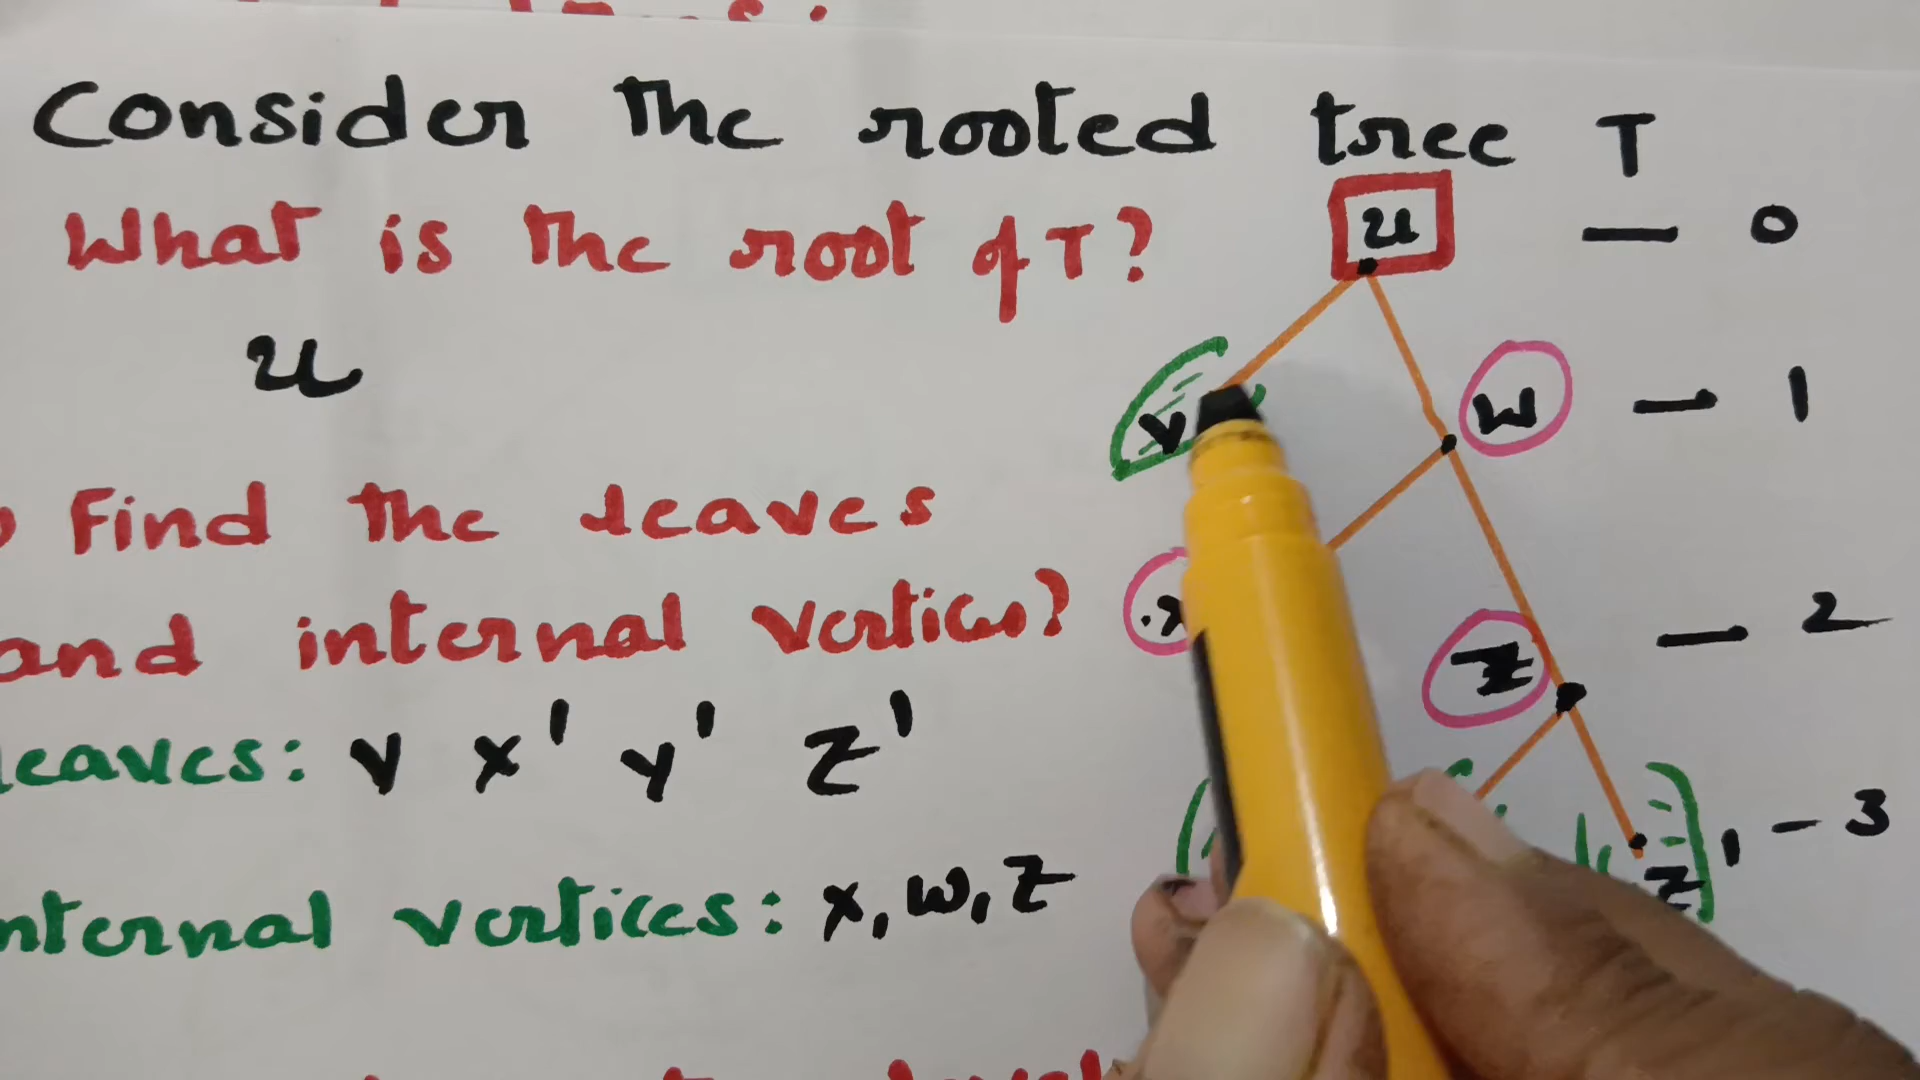 Consider the rooted tree T
What is the root of T?
u — 0
u
v w — 1
Find the leaves
and internal vertices?
z — 2
leaves: v x' y' z'
z' — 3
internal vertices: x, w, z